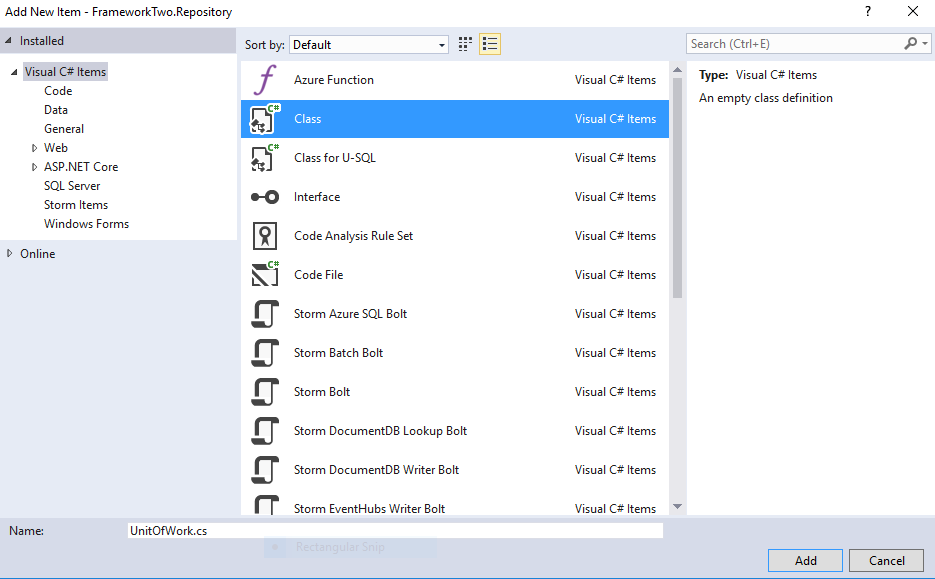 Add New Item - FrameworkTwo.Repository ? ×
Installed
Sort by: Default
Search (Ctrl+E)
Visual C# Items
Code
Data
General
Web
ASP.NET Core
SQL Server
Storm Items
Windows Forms
Online
Azure Function Visual C# Items
C# Class Visual C# Items
C# Class for U-SQL Visual C# Items
Interface Visual C# Items
Code Analysis Rule Set Visual C# Items
C# Code File Visual C# Items
Storm Azure SQL Bolt Visual C# Items
Storm Batch Bolt Visual C# Items
Storm Bolt Visual C# Items
Storm DocumentDB Lookup Bolt Visual C# Items
Storm DocumentDB Writer Bolt Visual C# Items
Storm EventHubs Writer Bolt Visual C# Items
Type: Visual C# Items
An empty class definition
Name: UnitOfWork.cs
Rectangular Snip
Add Cancel